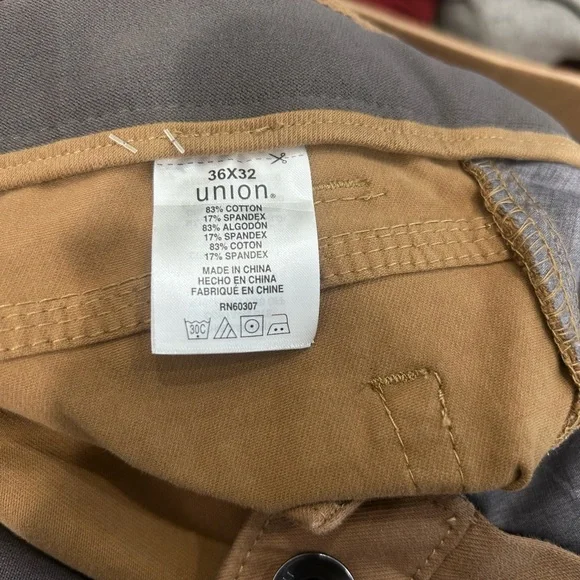 36X32
union®
83% COTTON
17% SPANDEX
83% ALGODÓN
17% SPANDEX
83% COTON
17% SPANDEX
MADE IN CHINA
HECHO EN CHINA
FABRIQUÉ EN CHINE
RN60307
30C